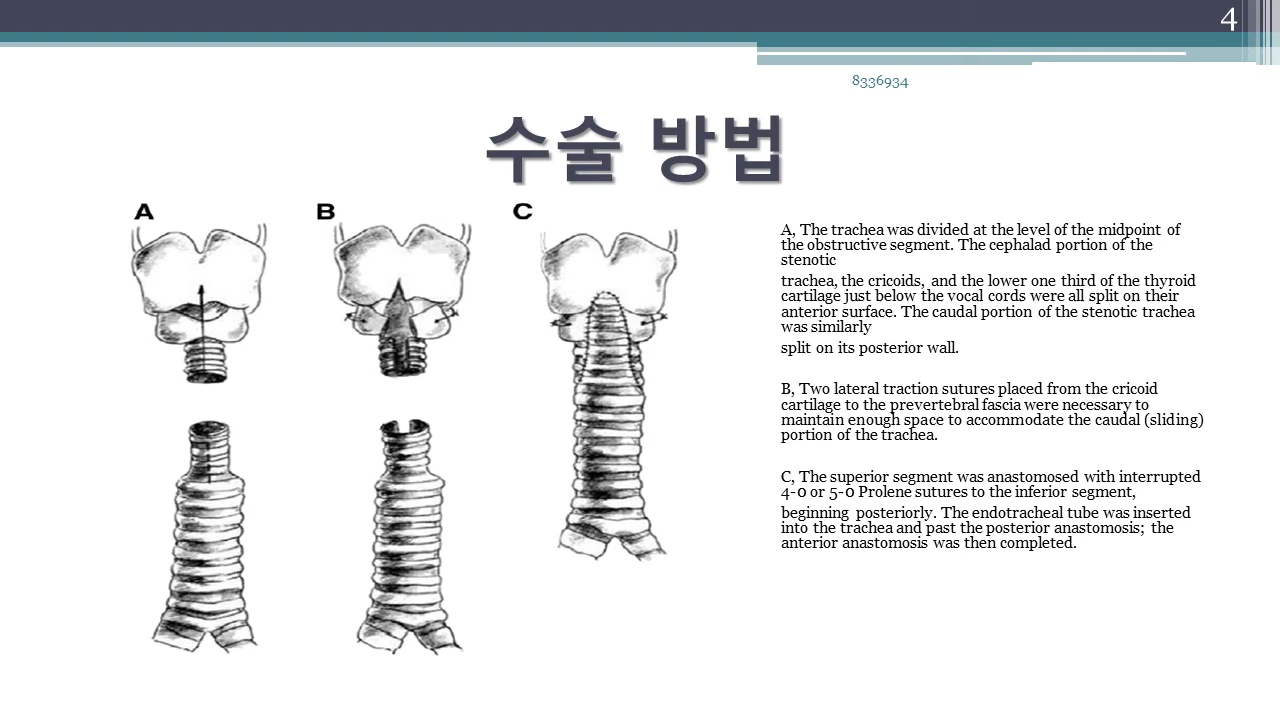 4
8336934
수술 방법
A
B
C
A, The trachea was divided at the level of the midpoint of
the obstructive segment. The cephalad portion of the
stenotic
trachea, the cricoids, and the lower one third of the thyroid
cartilage just below the vocal cords were all split on their
anterior surface. The caudal portion of the stenotic trachea
was similarly
split on its posterior wall.
B, Two lateral traction sutures placed from the cricoid
cartilage to the prevertebral fascia were necessary to
maintain enough space to accommodate the caudal (sliding)
portion of the trachea.
C, The superior segment was anastomosed with interrupted
4-0 or 5-0 Prolene sutures to the inferior segment,
beginning posteriorly. The endotracheal tube was inserted
into the trachea and past the posterior anastomosis; the
anterior anastomosis was then completed.